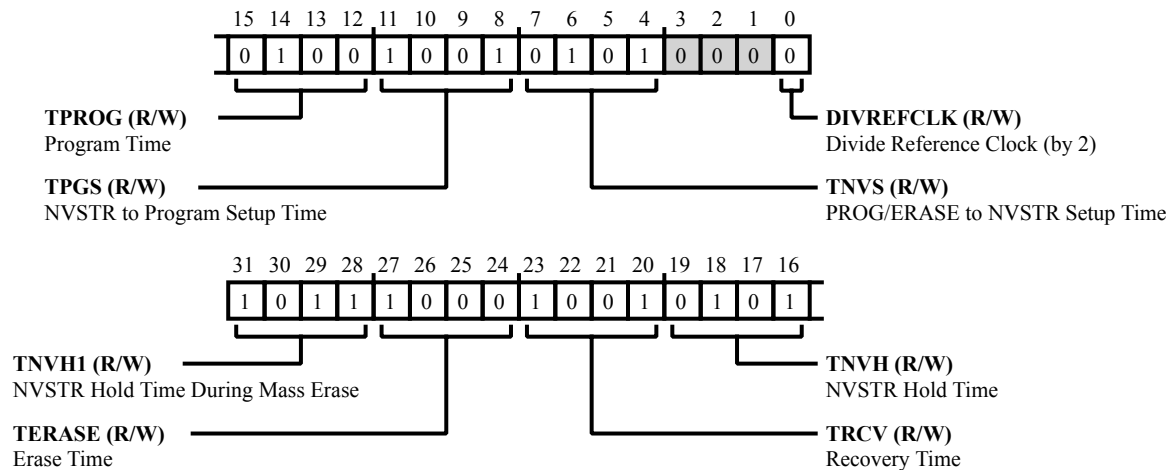 15 14 13 12 11 10 9 8 7 6 5 4 3 2 1 0
0 1 0 0 1 0 0 1 0 1 0 1 0 0 0 0
TPROG (R/W)
Program Time
DIVREFCLK (R/W)
Divide Reference Clock (by 2)
TPGS (R/W)
NVSTR to Program Setup Time
TNVS (R/W)
PROG/ERASE to NVSTR Setup Time
31 30 29 28 27 26 25 24 23 22 21 20 19 18 17 16
1 0 1 1 1 0 0 0 1 0 0 1 0 1 0 1
TNVH1 (R/W)
NVSTR Hold Time During Mass Erase
TNVH (R/W)
NVSTR Hold Time
TERASE (R/W)
Erase Time
TRCV (R/W)
Recovery Time